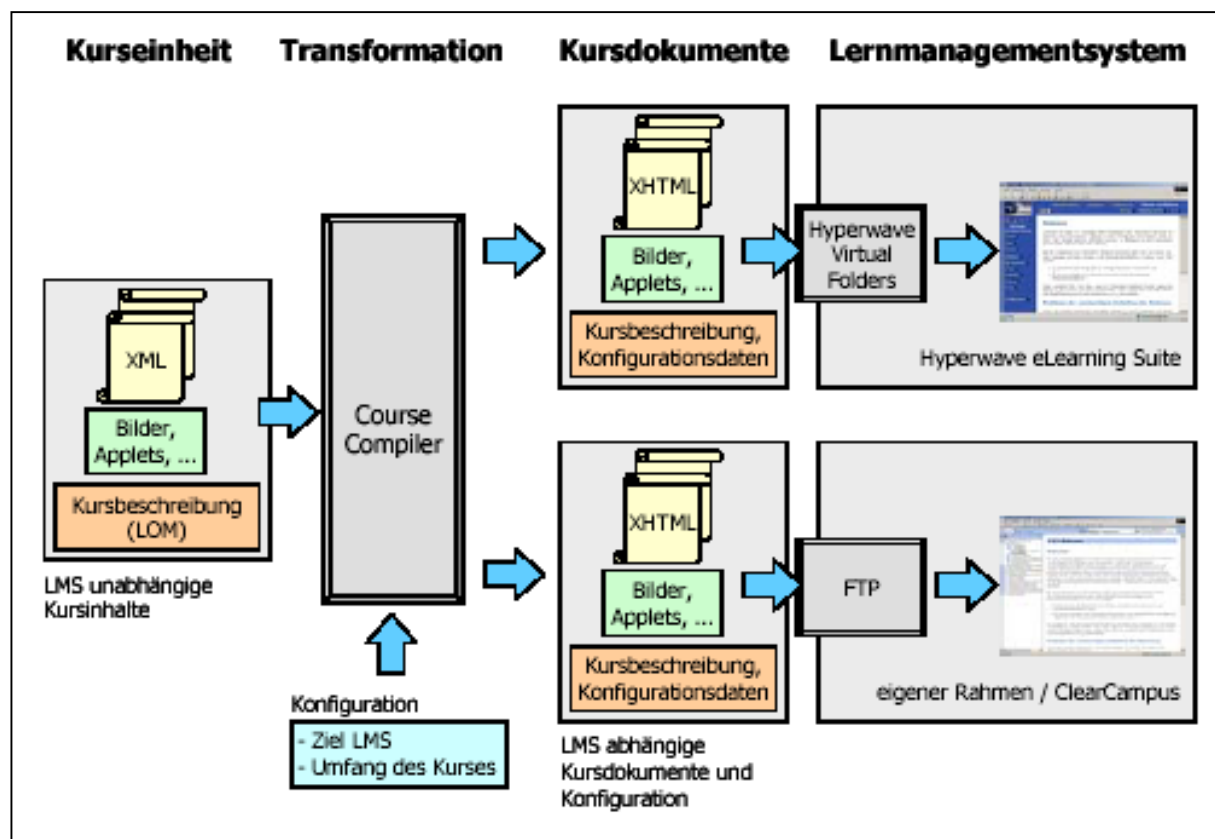 Kurseinheit
Transformation
Kursdokumente
Lernmanagementsystem
XML
Bilder,
Applets, ...
Kursbeschreibung
(LOM)
LMS unabhängige
Kursinhalte
Course
Compiler
Konfiguration
- Ziel LMS
- Umfang des Kurses
XHTML
Bilder,
Applets, ...
Kursbeschreibung,
Konfigurationsdaten
Hyperwave
Virtual
Folders
Hyperwave eLearning Suite
XHTML
Bilder,
Applets, ...
Kursbeschreibung,
Konfigurationsdaten
LMS abhängige
Kursdokumente und
Konfiguration
FTP
eigener Rahmen / ClearCampus